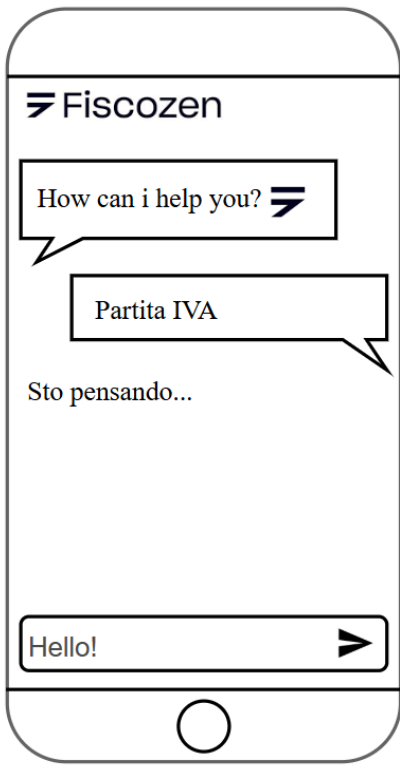 Fiscozen
How can i help you?
Partita IVA
Sto pensando...
Hello!